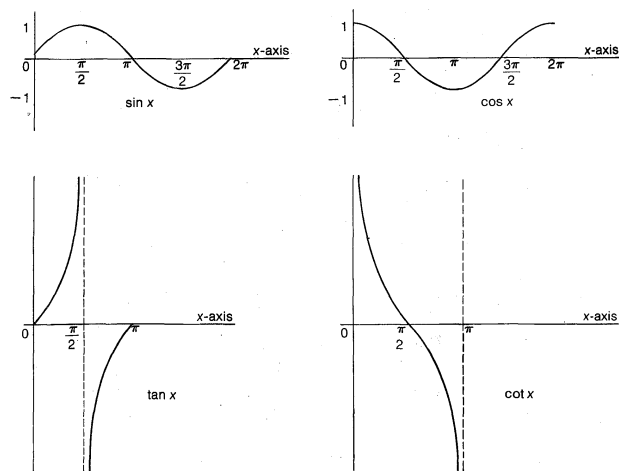 1
x-axis
0
π/2
π
3π/2
2π
−1
sin x
1
x-axis
0
π/2
π
3π/2
2π
−1
cos x
x-axis
0
π/2
π
tan x
x-axis
0
π
2
π
cot x